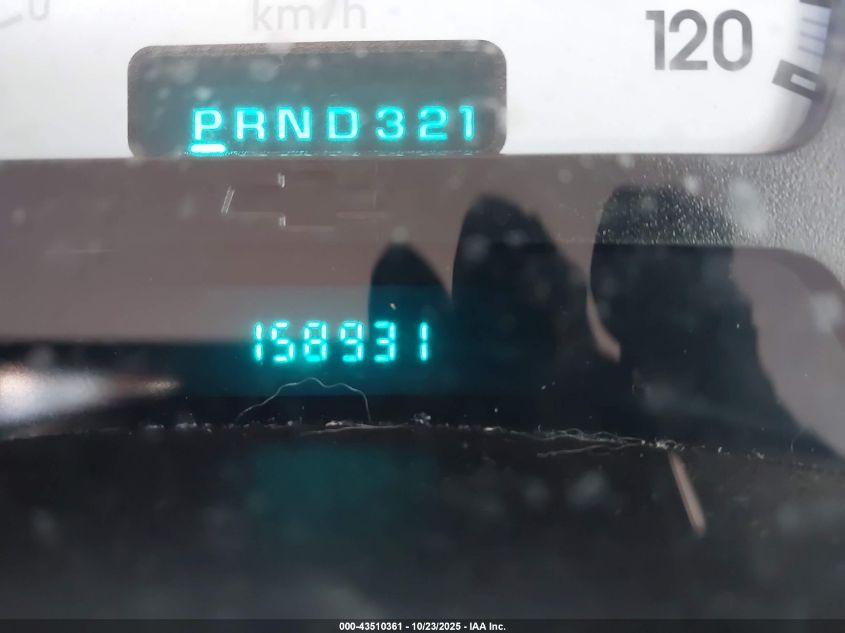 km/h
120
PRND321
158931
000-43510361 - 10/23/2025 - IAA Inc.